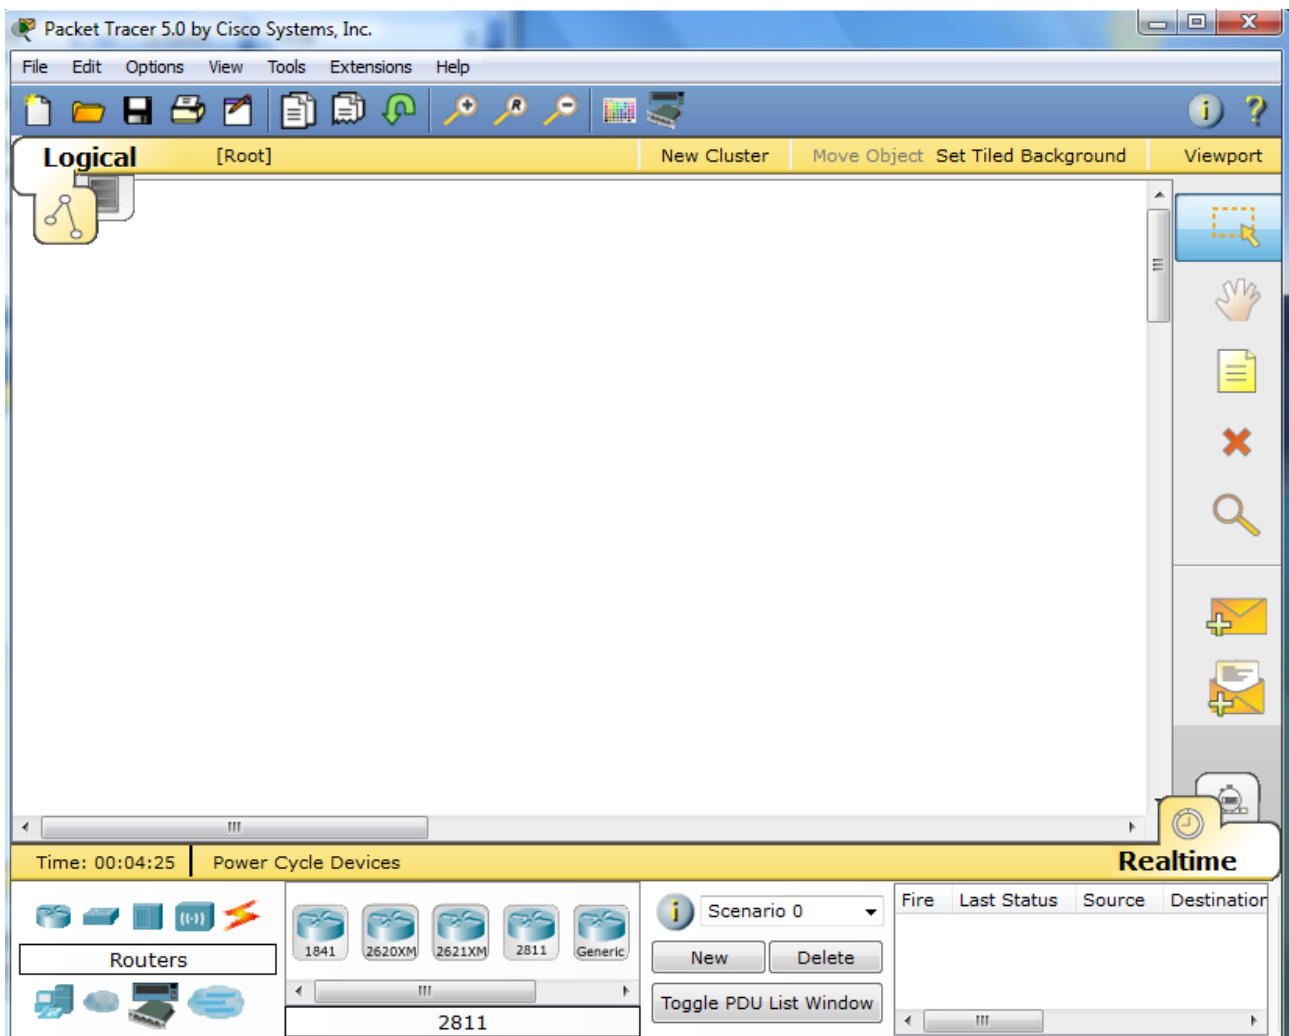 Packet Tracer 5.0 by Cisco Systems, Inc.
File Edit Options View Tools Extensions Help
Logical [Root] New Cluster Move Object Set Tiled Background Viewport
Time: 00:04:25 Power Cycle Devices Realtime
Fire Last Status Source Destination
Scenario 0
1841 2620XM 2621XM 2811 Generic
Routers
New Delete
Toggle PDU List Window
2811